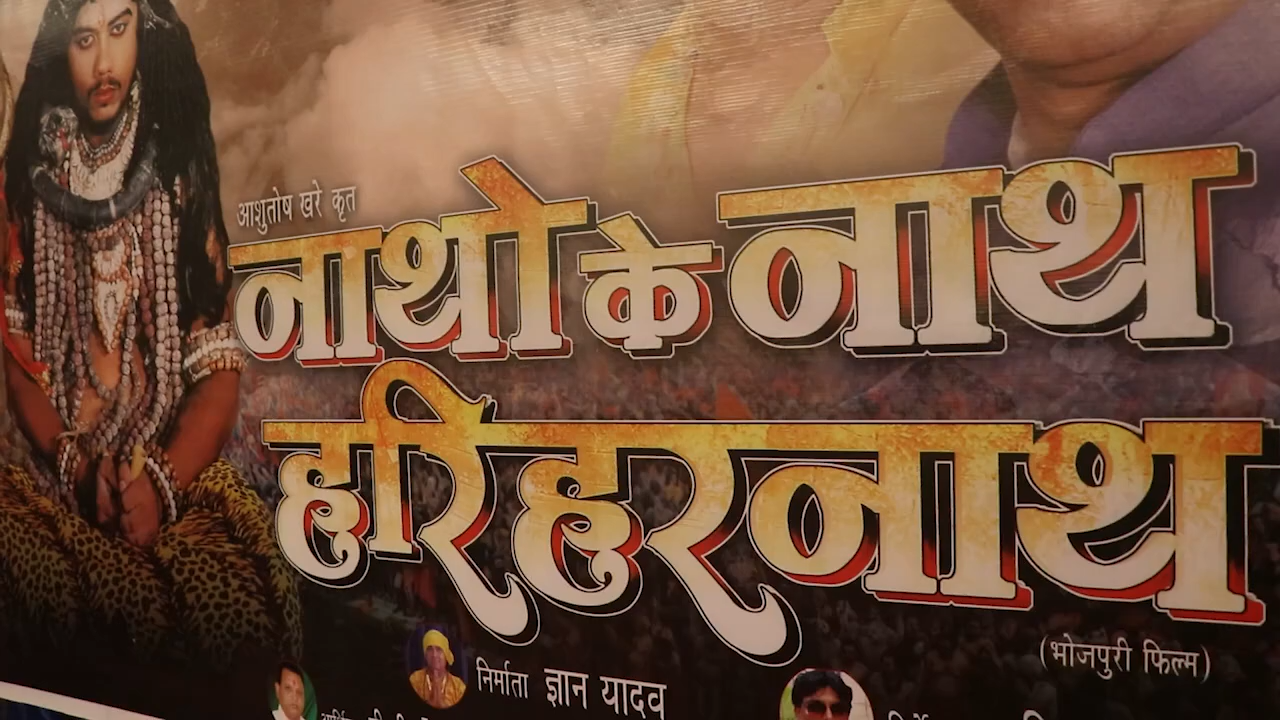 आशुतोष खरे कृत
नाथो के नाथ
हरिहरनाथ
(भोजपुरी फिल्म)
निर्माता ज्ञान यादव